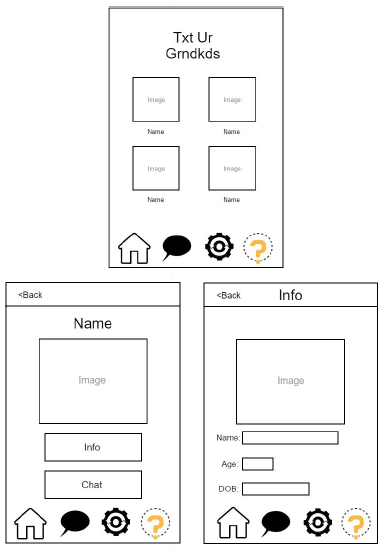 Txt Ur
Grndkds
Image
Image
Name
Name
Image
Image
Name
Name
?
<Back
Name
Image
Info
Chat
?
<Back
Info
Image
Name:
Age:
DOB:
?